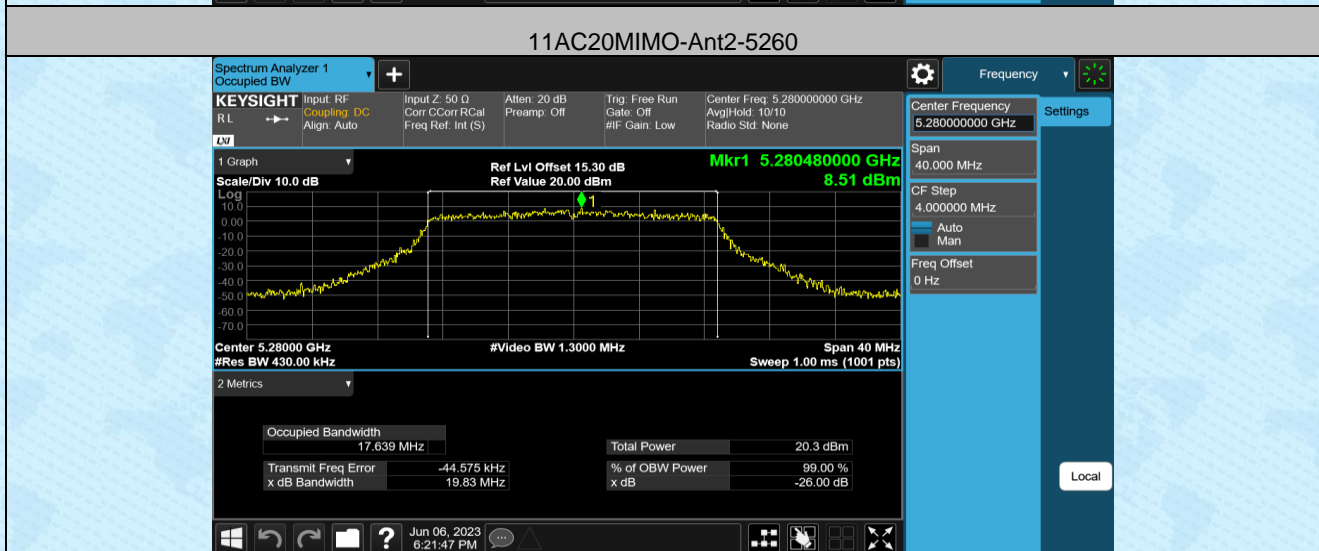 11AC20MIMO-Ant2-5260
Spectrum Analyzer 1
Occupied BW
Frequency
KEYSIGHT
R L
LXI
Input: RF
Coupling: DC
Align: Auto
Input Z: 50 Ω
Corr CCorr RCal
Freq Ref: Int (S)
Atten: 20 dB
Preamp: Off
Trig: Free Run
Gate: Off
#IF Gain: Low
Center Freq: 5.280000000 GHz
Avg|Hold: 10/10
Radio Std: None
Center Frequency
5.280000000 GHz
Settings
Span
40.000 MHz
CF Step
4.000000 MHz
Auto
Man
Freq Offset
0 Hz
1 Graph
Scale/Div 10.0 dB
Ref Lvl Offset 15.30 dB
Ref Value 20.00 dBm
Mkr1 5.280480000 GHz
8.51 dBm
Log
10.0
0.00
-10.0
-20.0
-30.0
-40.0
-50.0
-60.0
-70.0
1
Center 5.28000 GHz
#Video BW 1.3000 MHz
Span 40 MHz
#Res BW 430.00 kHz
Sweep 1.00 ms (1001 pts)
2 Metrics
Occupied Bandwidth
17.639 MHz
Total Power 20.3 dBm
Transmit Freq Error -44.575 kHz
% of OBW Power 99.00 %
x dB Bandwidth 19.83 MHz
x dB -26.00 dB
Local
?
Jun 06, 2023
6:21:47 PM